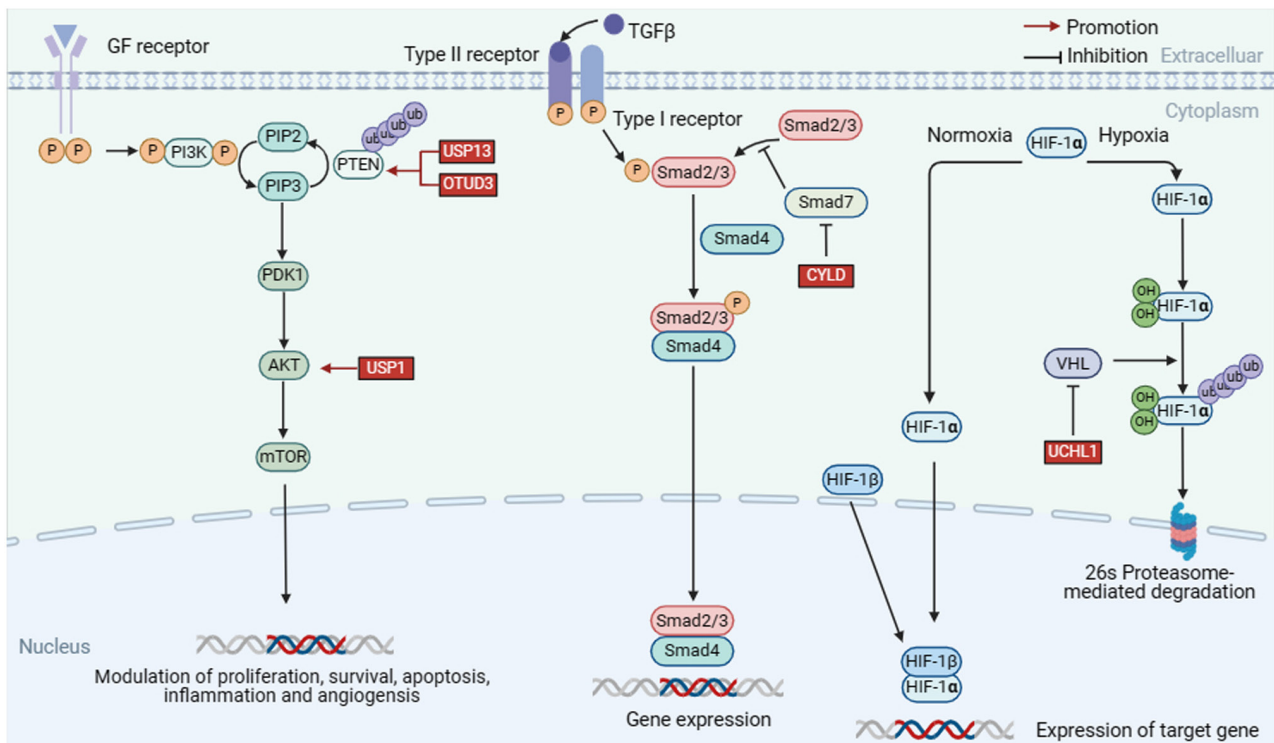 GF receptor
TGFβ
Type II receptor
Promotion
Inhibition
Extracelluar
Cytoplasm
P
P
P
PI3K
P
PIP2
PIP3
PTEN
ub
ub
ub
ub
USP13
OTUD3
PDK1
AKT
USP1
mTOR
P
P
Type I receptor
Smad2/3
P
Smad2/3
Smad7
Smad4
CYLD
P
Smad2/3
Smad4
Normoxia
HIF-1α
Hypoxia
HIF-1α
OH
OH
HIF-1α
VHL
ub
ub
ub
ub
OH
OH
HIF-1α
UCHL1
HIF-1α
HIF-1β
26s Proteasome-
mediated degradation
Nucleus
Modulation of proliferation, survival, apoptosis,
inflammation and angiogensis
Smad2/3
Smad4
Gene expression
HIF-1β
HIF-1α
Expression of target gene